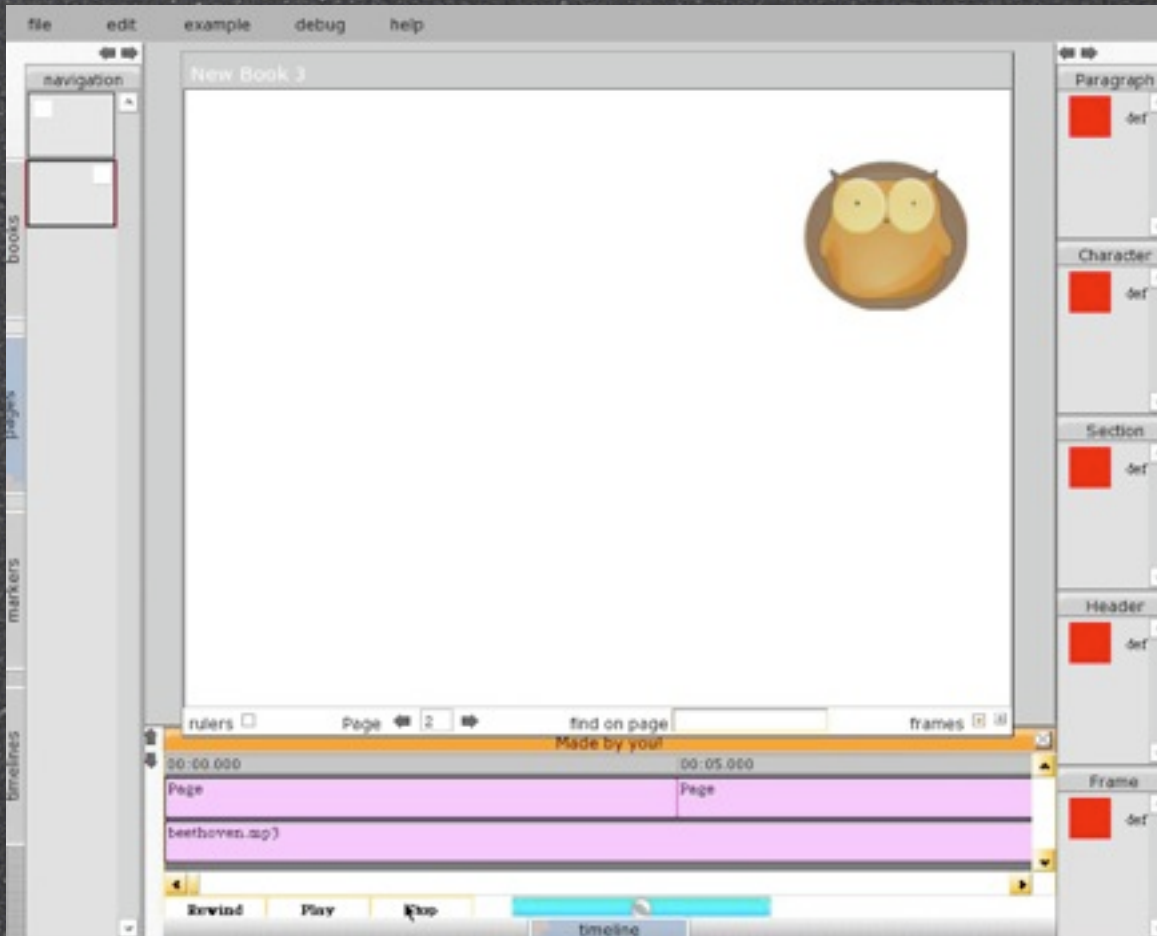 file edit example debug help
navigation
books
pages
markers
timelines
New Book 3
rulers Page 2 find on page frames
Made by you!
00:00.000 00:05.000
Page Page
beethoven.mp3
Rewind Play Stop
timeline
Paragraph
def
Character
def
Section
def
Header
def
Frame
def